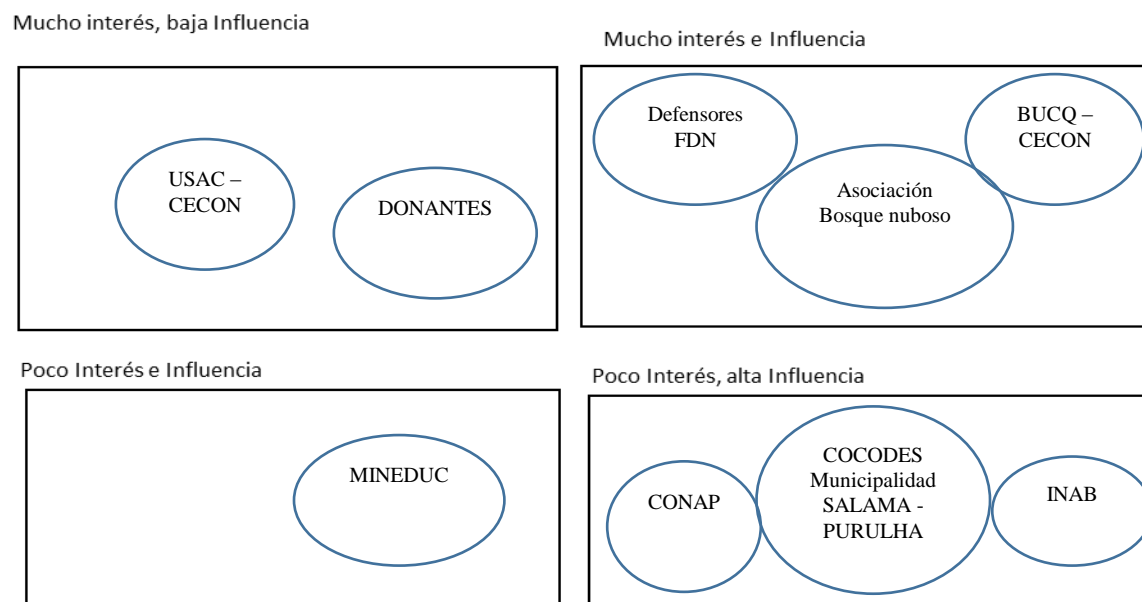 Mucho interés, baja Influencia
USAC –
CECON
DONANTES
Mucho interés e Influencia
Defensores
FDN
BUCQ –
CECON
Asociación
Bosque nuboso
Poco Interés e Influencia
MINEDUC
Poco Interés, alta Influencia
CONAP
COCODES
Municipalidad
SALAMA -
PURULHA
INAB